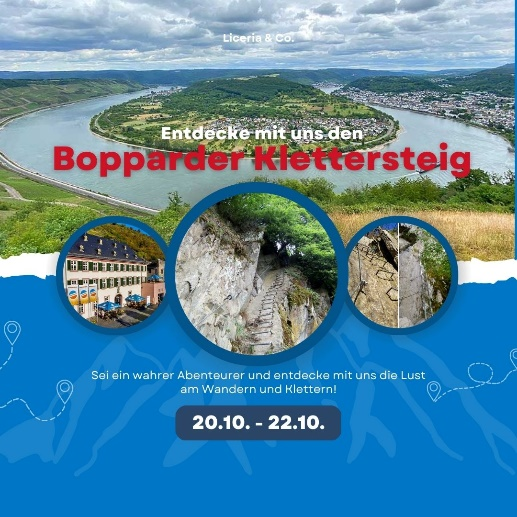 Liceria & Co.
Entdecke mit uns den
Bopparder Klettersteig
Sei ein wahrer Abenteurer und entdecke mit uns die Lust
am Wandern und Klettern!
20.10. - 22.10.